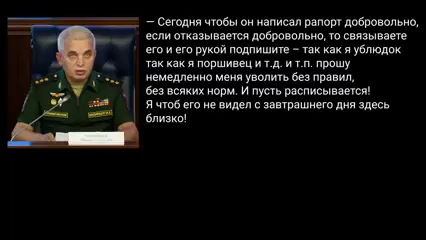 — Сегодня чтобы он написал рапорт добровольно,
если отказывается добровольно, то связываете
его и его рукой подпишите – так как я ублюдок
так как я поршивец и т.д. и т.п. прошу
немедленно меня уволить без правил,
без всяких норм. И пусть расписывается!
Я чтоб его не видел с завтрашнего дня здесь
близко!